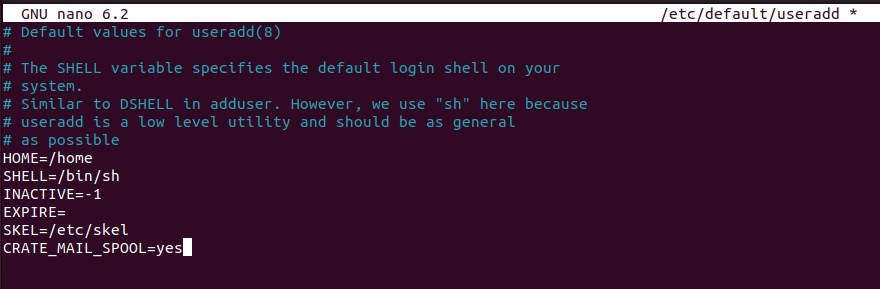 GNU nano 6.2 /etc/default/useradd *
# Default values for useradd(8)
#
# The SHELL variable specifies the default login shell on your
# system.
# Similar to DSHELL in adduser. However, we use "sh" here because
# useradd is a low level utility and should be as general
# as possible
HOME=/home
SHELL=/bin/sh
INACTIVE=-1
EXPIRE=
SKEL=/etc/skel
CRATE_MAIL_SPOOL=yes